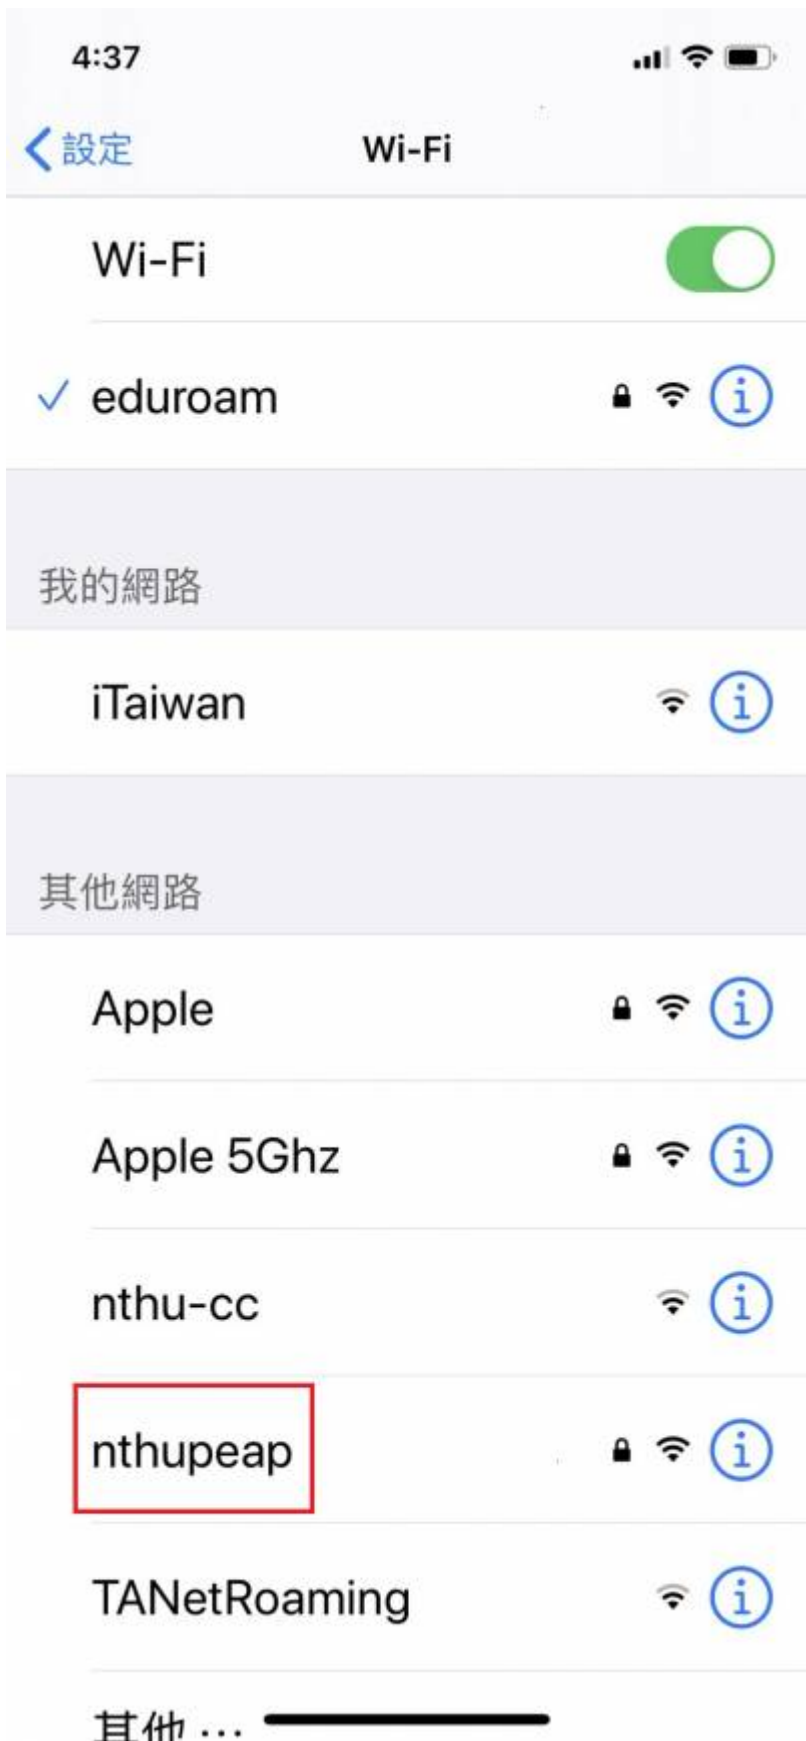 4:37
設定
Wi-Fi
Wi-Fi
eduroam
我的網路
iTaiwan
其他網路
Apple
Apple 5Ghz
nthu-cc
nthupeap
TANetRoaming
其他 ...